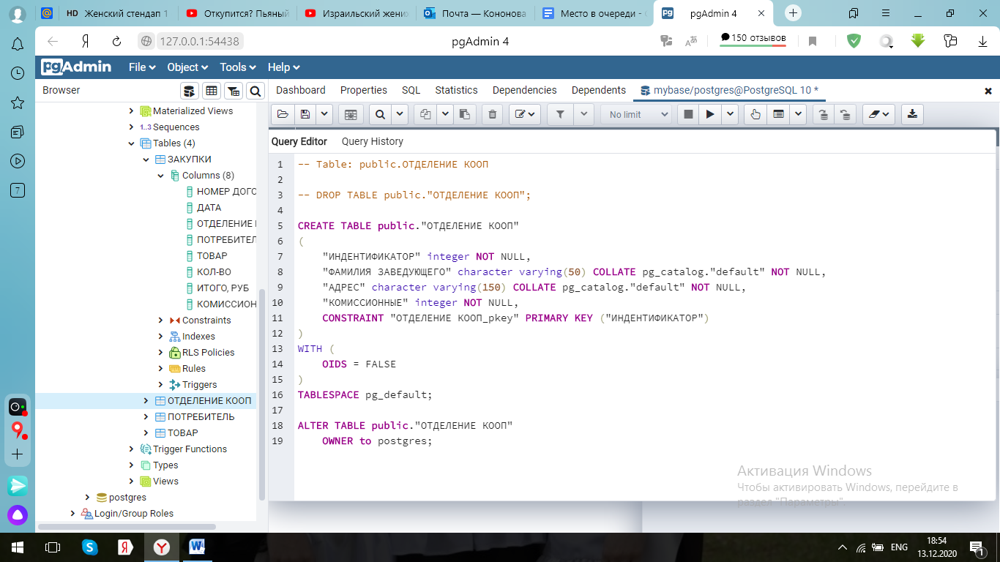 HD Женский стендап 1
Откупится? Пьяный
Израильский жених
Почта — Кононова
Место в очереди -
pgAdmin 4
127.0.0.1:54438
pgAdmin 4
150 отзывов
pgAdmin
File
Object
Tools
Help
Browser
Dashboard
Properties
SQL
Statistics
Dependencies
Dependents
mybase/postgres@PostgreSQL 10 *
No limit
Query Editor
Query History
Materialized Views
1..3 Sequences
Tables (4)
ЗАКУПКИ
Columns (8)
НОМЕР ДОГО
ДАТА
ОТДЕЛЕНИЕ
ПОТРЕБИТЕЛ
ТОВАР
КОЛ-ВО
ИТОГО, РУБ
КОМИССИОН
Constraints
Indexes
RLS Policies
Rules
Triggers
ОТДЕЛЕНИЕ КООП
ПОТРЕБИТЕЛЬ
ТОВАР
Trigger Functions
Types
Views
postgres
Login/Group Roles
7
1 -- Table: public.ОТДЕЛЕНИЕ КООП
2
3 -- DROP TABLE public."ОТДЕЛЕНИЕ КООП";
4
5 CREATE TABLE public."ОТДЕЛЕНИЕ КООП"
6 (
7 "ИНДЕНТИФИКАТОР" integer NOT NULL,
8 "ФАМИЛИЯ ЗАВЕДУЮЩЕГО" character varying(50) COLLATE pg_catalog."default" NOT NULL,
9 "АДРЕС" character varying(150) COLLATE pg_catalog."default" NOT NULL,
10 "КОМИССИОННЫЕ" integer NOT NULL,
11 CONSTRAINT "ОТДЕЛЕНИЕ КООП_pkey" PRIMARY KEY ("ИНДЕНТИФИКАТОР")
12 )
13 WITH (
14 OIDS = FALSE
15 )
16 TABLESPACE pg_default;
17
18 ALTER TABLE public."ОТДЕЛЕНИЕ КООП"
19 OWNER to postgres;
Активация Windows
Чтобы активировать Windows, перейдите в
раздел "Параметры".
ENG
18:54
13.12.2020
1